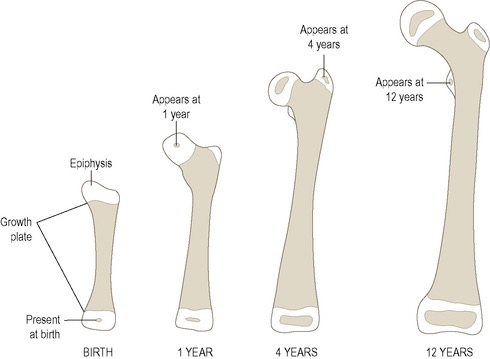 Appears at
4 years
Appears at
1 year
Appears at
12 years
Epiphysis
Growth
plate
Present
at birth
BIRTH
1 YEAR
4 YEARS
12 YEARS